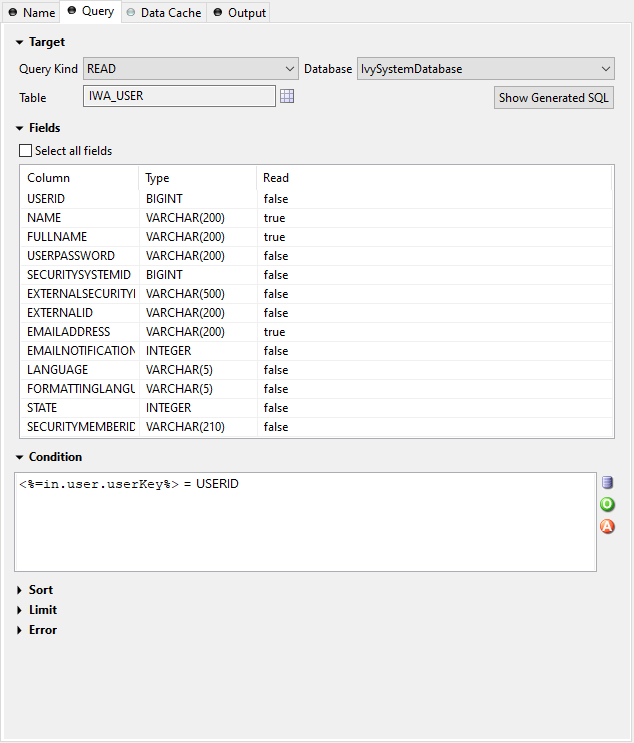 Name Query Data Cache Output
Target
Query Kind READ Database IvySystemDatabase
Table IWA_USER Show Generated SQL
Fields
Select all fields
Column Type Read
USERID BIGINT false
NAME VARCHAR(200) true
FULLNAME VARCHAR(200) true
USERPASSWORD VARCHAR(200) false
SECURITYSYSTEMID BIGINT false
EXTERNALSECURITYI VARCHAR(500) false
EXTERNALID VARCHAR(200) false
EMAILADDRESS VARCHAR(200) true
EMAILNOTIFICATION INTEGER false
LANGUAGE VARCHAR(5) false
FORMATTINGLANGU VARCHAR(5) false
STATE INTEGER false
SECURITYMEMBERID VARCHAR(210) false
Condition
<%=in.user.userKey%> = USERID
O
A
Sort
Limit
Error